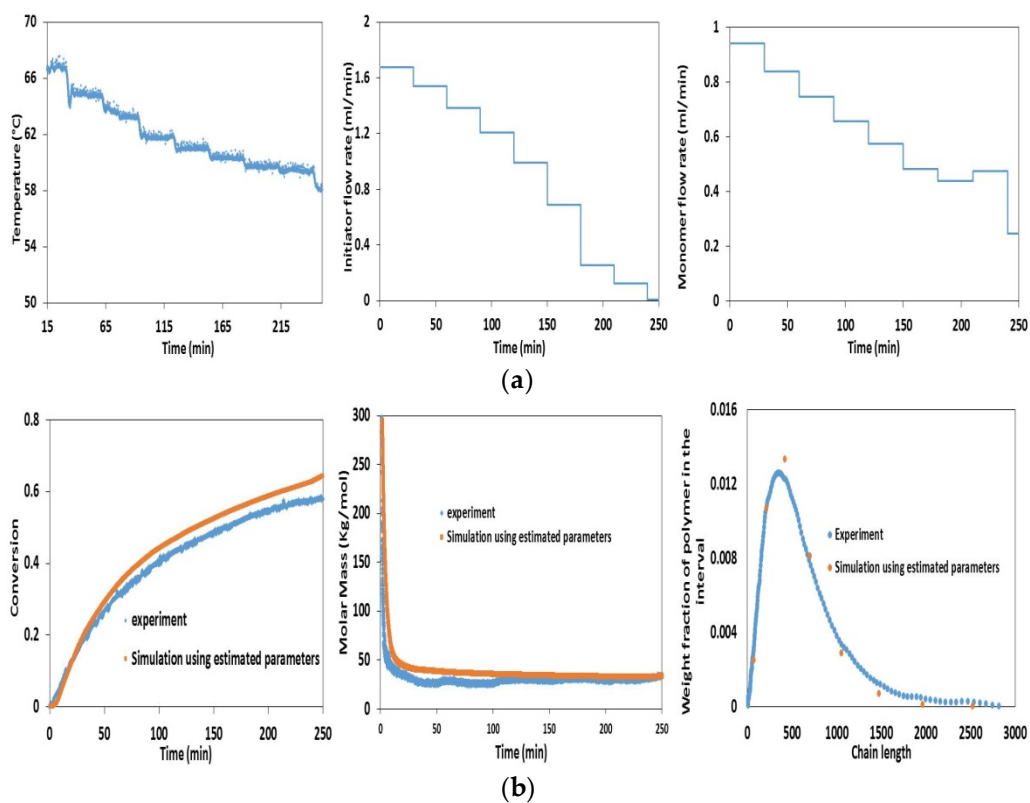 70
66
62
58
54
50
Temperature (°C)
15 65 115 165 215
Time (min)
2
1.6
1.2
0.8
0.4
0
Initiator flow rate (ml/min)
0 50 100 150 200 250
Time (min)
1
0.8
0.6
0.4
0.2
0
Monomer flow rate (ml/min)
0 50 100 150 200 250
Time (min)
(a)
0.8
0.6
0.4
0.2
0
Conversion
experiment
Simulation using estimated parameters
0 50 100 150 200 250
Time (min)
300
250
200
150
100
50
0
Molar Mass (Kg/mol)
experiment
Simulation using estimated parameters
0 50 100 150 200 250
Time (min)
0.016
0.012
0.008
0.004
0
Weight fraction of polymer in the
interval
Experiment
Simulation using estimated parameters
0 500 1000 1500 2000 2500 3000
Chain length
(b)